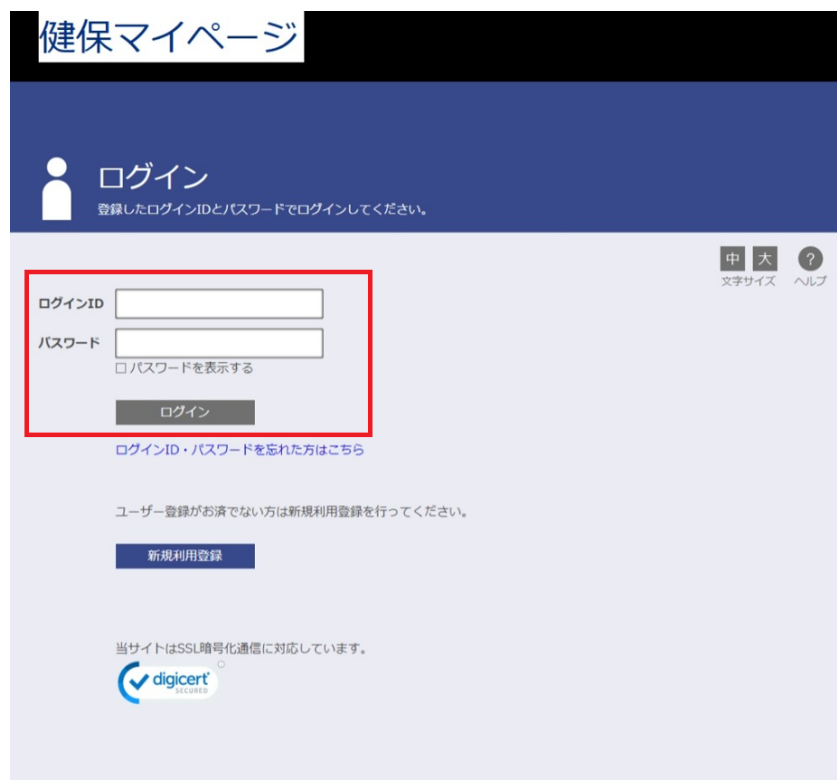 健保マイページ
ログイン
登録したログインIDとパスワードでログインしてください。
中 大 ?
文字サイズ ヘルプ
ログインID
パスワード
パスワードを表示する
ログイン
ログインID・パスワードを忘れた方はこちら
ユーザー登録がお済でない方は新規利用登録を行ってください。
新規利用登録
当サイトはSSL暗号化通信に対応しています。
digicert
SECURED